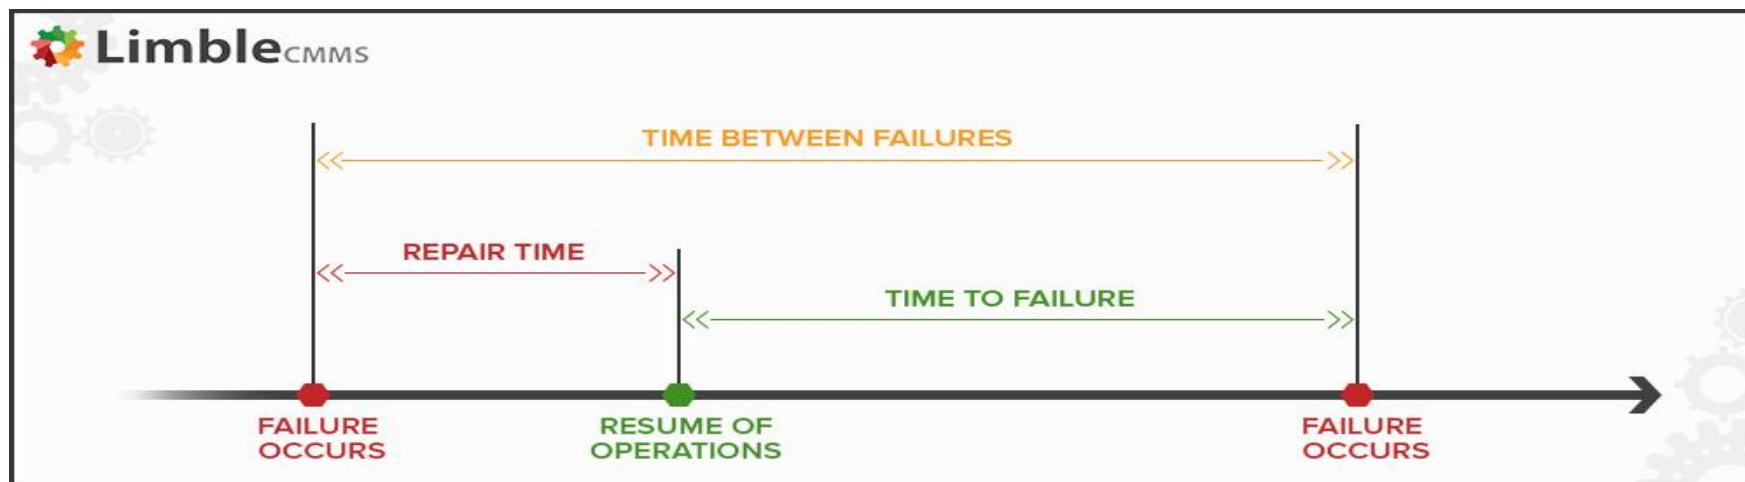 Limble CMMS
TIME BETWEEN FAILURES
REPAIR TIME
TIME TO FAILURE
FAILURE
OCCURS
RESUME OF
OPERATIONS
FAILURE
OCCURS